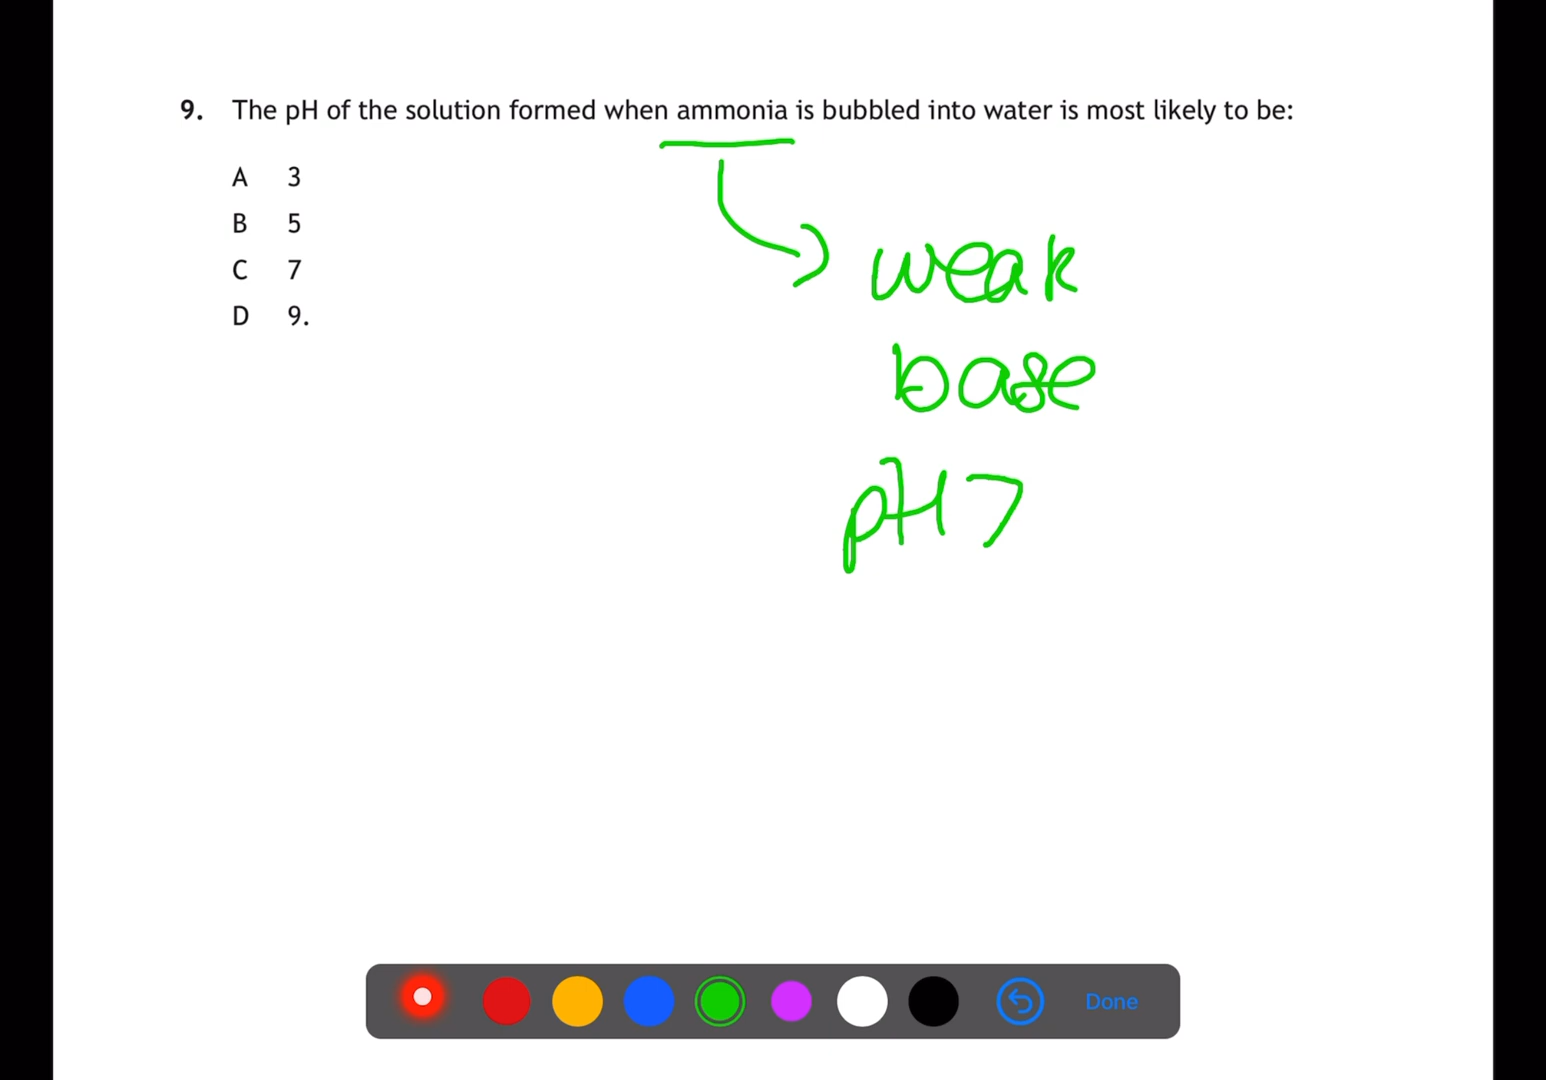 9. The pH of the solution formed when ammonia is bubbled into water is most likely to be:
A 3
B 5
C 7
D 9.
weak
base
pH >
Done